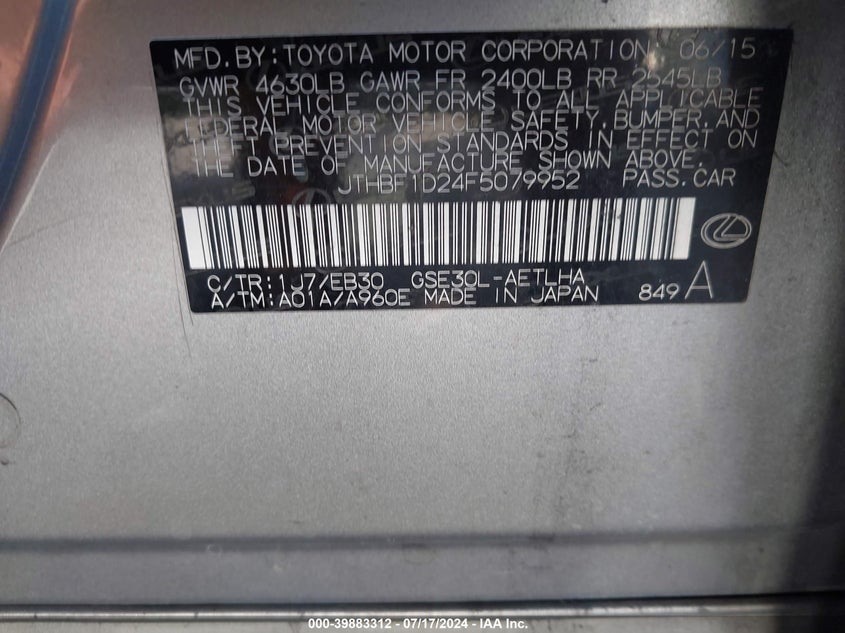 MFD.BY:TOYOTA MOTOR CORPORATION 06/15
GVWR 4630LB GAWR FR 2400LB RR 2545LB
THIS VEHICLE CONFORMS TO ALL APPLICABLE
FEDERAL MOTOR VEHICLE SAFETY,BUMPER,AND
THEFT PREVENTION STANDARDS IN EFFECT ON
THE DATE OF MANUFACTURE SHOWN ABOVE.
JTHBF1D24F5079952 PASS.CAR
C/TR:1J7/EB30 GSE30L-AETLHA
A/TM:A01A/A960E MADE IN JAPAN 849 A
000-39883312 - 07/17/2024 - IAA Inc.